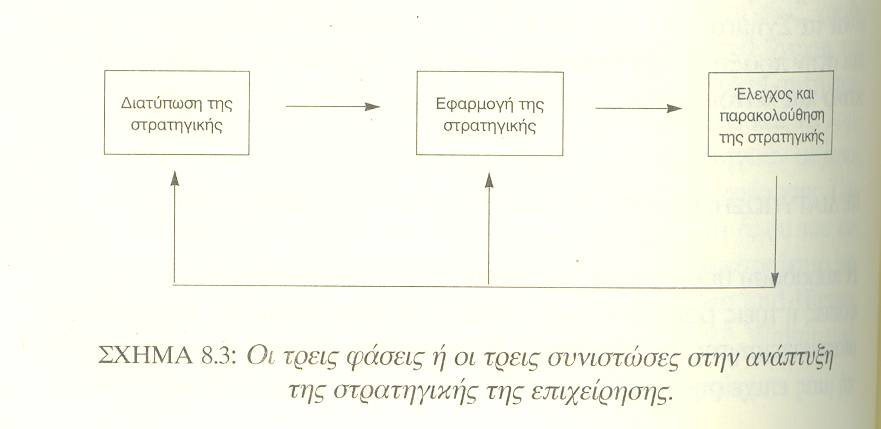 Διατύπωση της
στρατηγικής
Εφαρμογή της
στρατηγικής
Έλεγχος και
παρακολούθηση
της στρατηγικής
ΣΧΗΜΑ 8.3: Οι τρεις φάσεις ή οι τρεις συνιστώσες στην ανάπτυξη
της στρατηγικής της επιχείρησης.